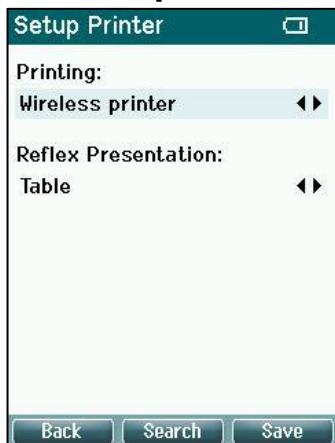 Setup Printer
Printing:
Wireless printer
Reflex Presentation:
Table
Back Search Save